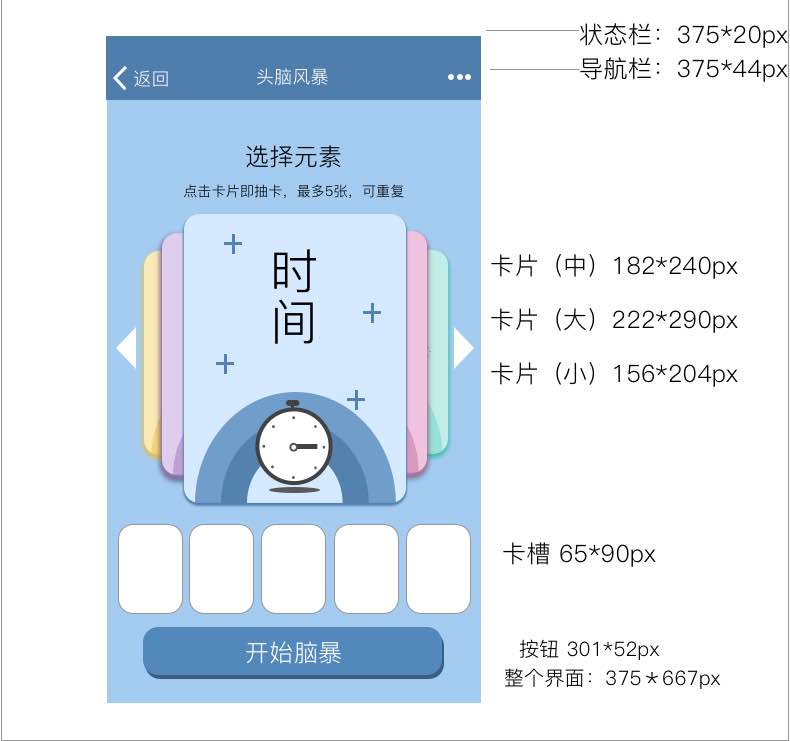 状态栏：375*20px
导航栏：375*44px
返回
头脑风暴
选择元素
点击卡片即抽卡，最多5张，可重复
时
间
卡片（中）182*240px
卡片（大）222*290px
卡片（小）156*204px
卡槽 65*90px
开始脑暴
按钮 301*52px
整个界面：375＊667px